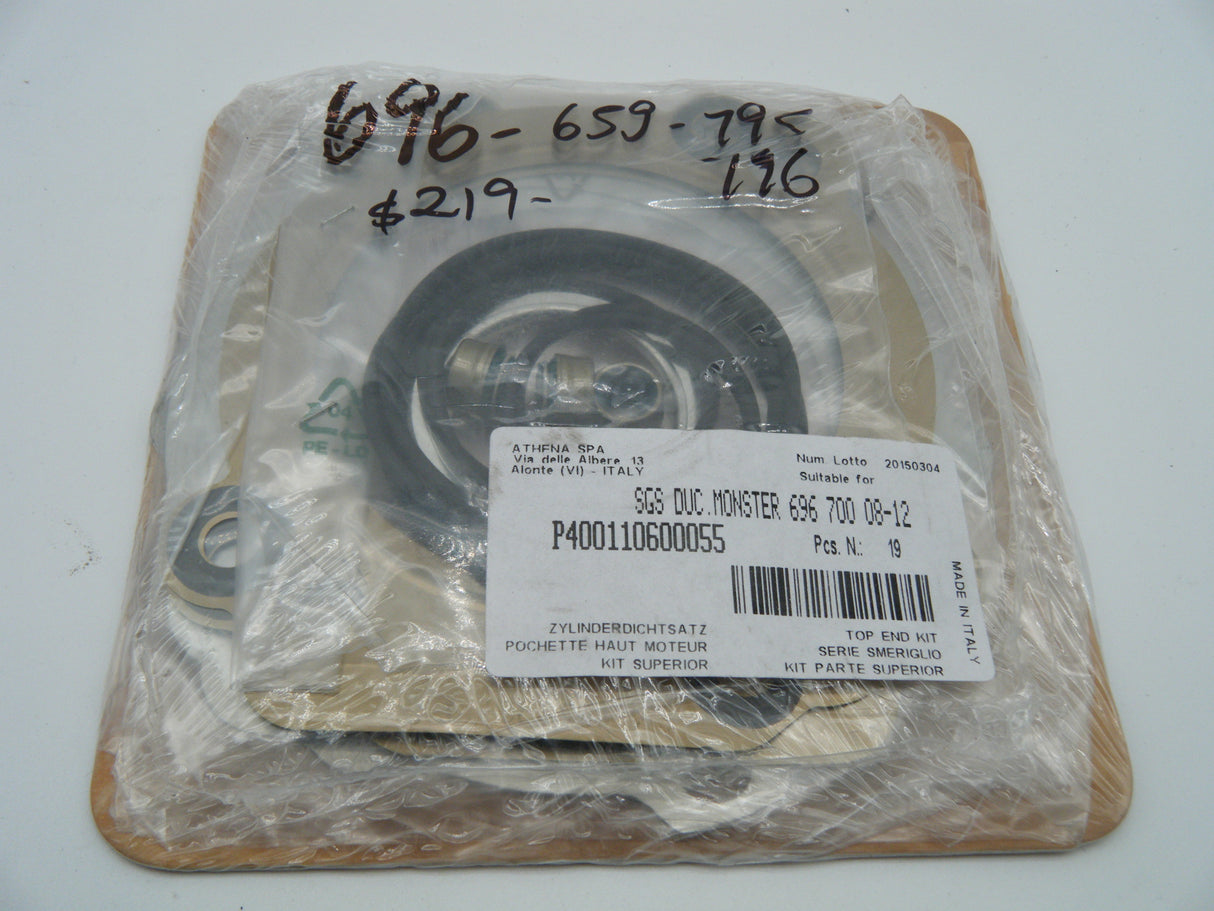 696 - 659 - 795
796
$219-
04
PE-LD
ATHENA SPA
Via delle Albere, 13
Alonte (VI) - ITALY
Num. Lotto 20150304
Suitable for
SGS DUC.MONSTER 696 700 08-12
P400110600055
Pcs. N.: 19
MADE IN ITALY
ZYLINDERDICHTSATZ
POCHETTE HAUT MOTEUR
KIT SUPERIOR
TOP END KIT
SERIE SMERIGLIO
KIT PARTE SUPERIOR